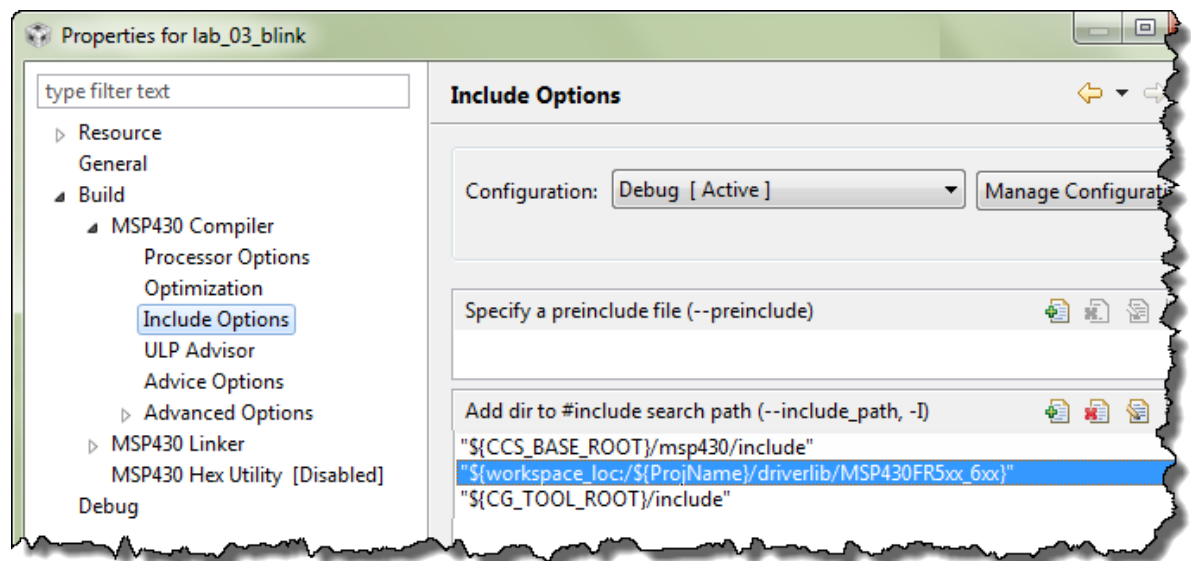 Properties for lab_03_blink
type filter text
Resource
General
Build
MSP430 Compiler
Processor Options
Optimization
Include Options
ULP Advisor
Advice Options
Advanced Options
MSP430 Linker
MSP430 Hex Utility [Disabled]
Debug
Include Options
Configuration: Debug [ Active ] Manage
Specify a preinclude file (--preinclude)
Add dir to #include search path (--include_path, -I)
"${CCS_BASE_ROOT}/msp430/include"
"${workspace_loc:/${ProjName}/driverlib/MSP430FR5xx_6xx}"
"${CG_TOOL_ROOT}/include"